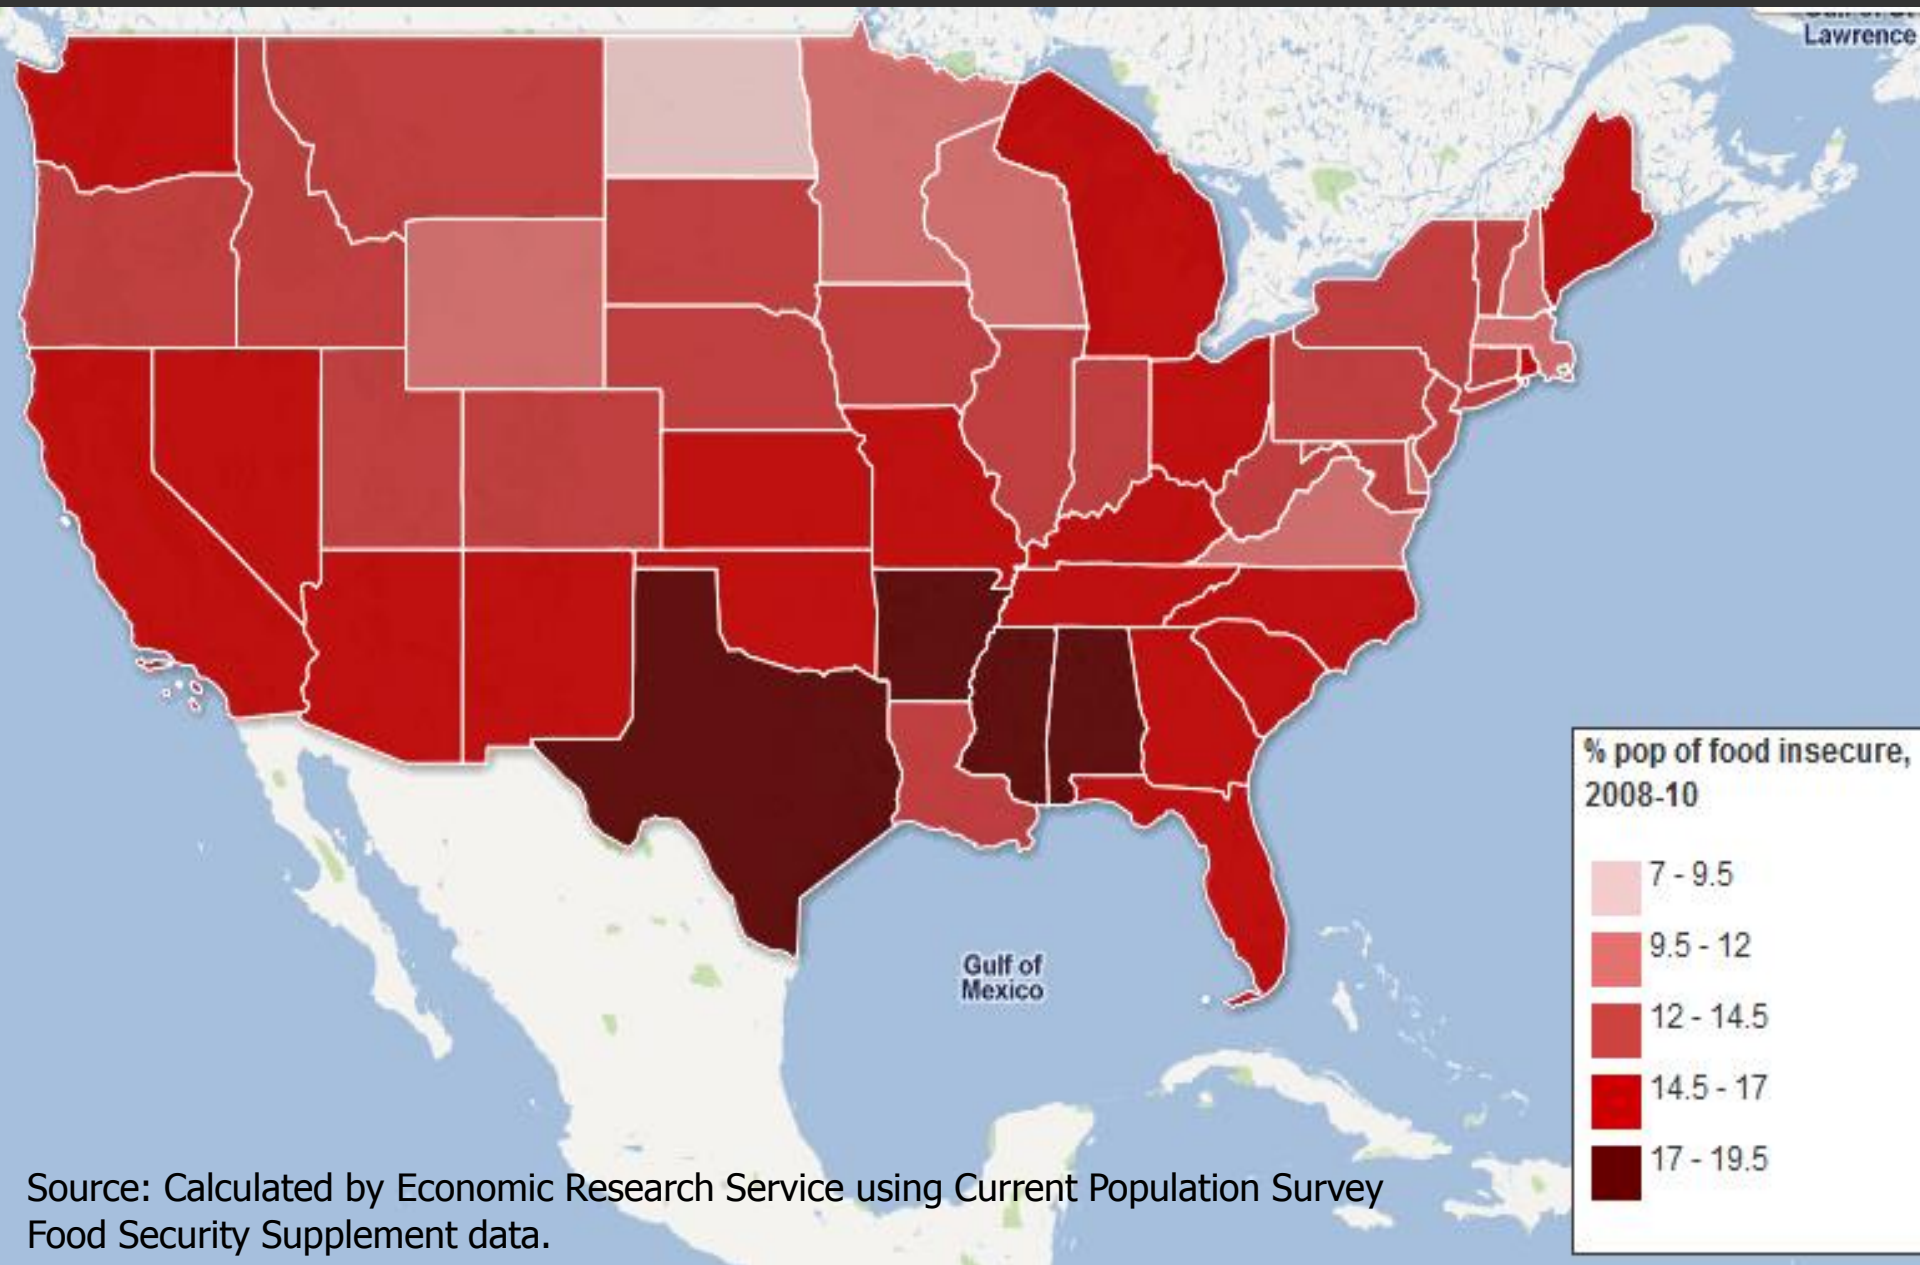 Lawrence
% pop of food insecure,
2008-10
7 - 9.5
9.5 - 12
12 - 14.5
14.5 - 17
17 - 19.5
Gulf of
Mexico
Source: Calculated by Economic Research Service using Current Population Survey
Food Security Supplement data.